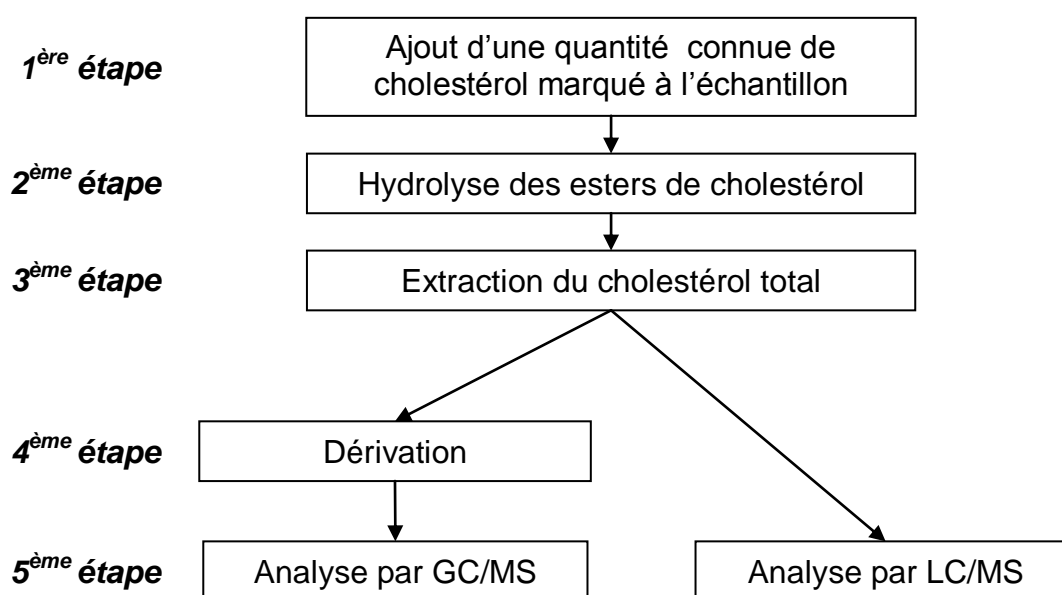 1ère étape
Ajout d’une quantité connue de
cholestérol marqué à l’échantillon
2ème étape
Hydrolyse des esters de cholestérol
3ème étape
Extraction du cholestérol total
4ème étape
Dérivation
5ème étape
Analyse par GC/MS
Analyse par LC/MS